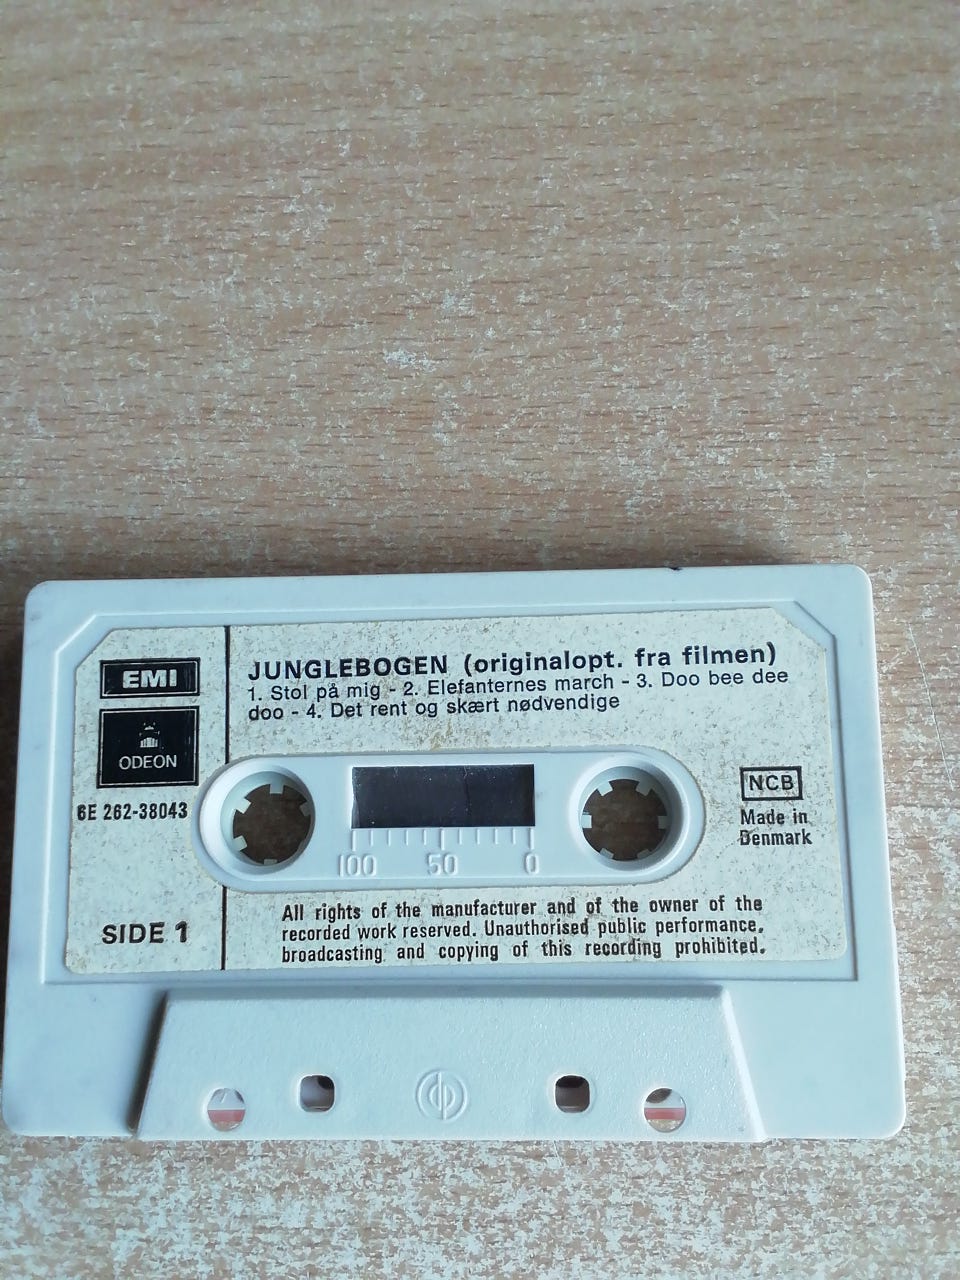 EMI
ODEON
6E 262-38043
SIDE 1
JUNGLEBOGEN (originalopt. fra filmen)
1. Stol på mig - 2. Elefanternes march - 3. Doo bee dee
doo - 4. Det rent og skært nødvendige
NCB
Made in
Denmark
100 50 0
All rights of the manufacturer and of the owner of the
recorded work reserved. Unauthorised public performance,
broadcasting and copying of this recording prohibited.